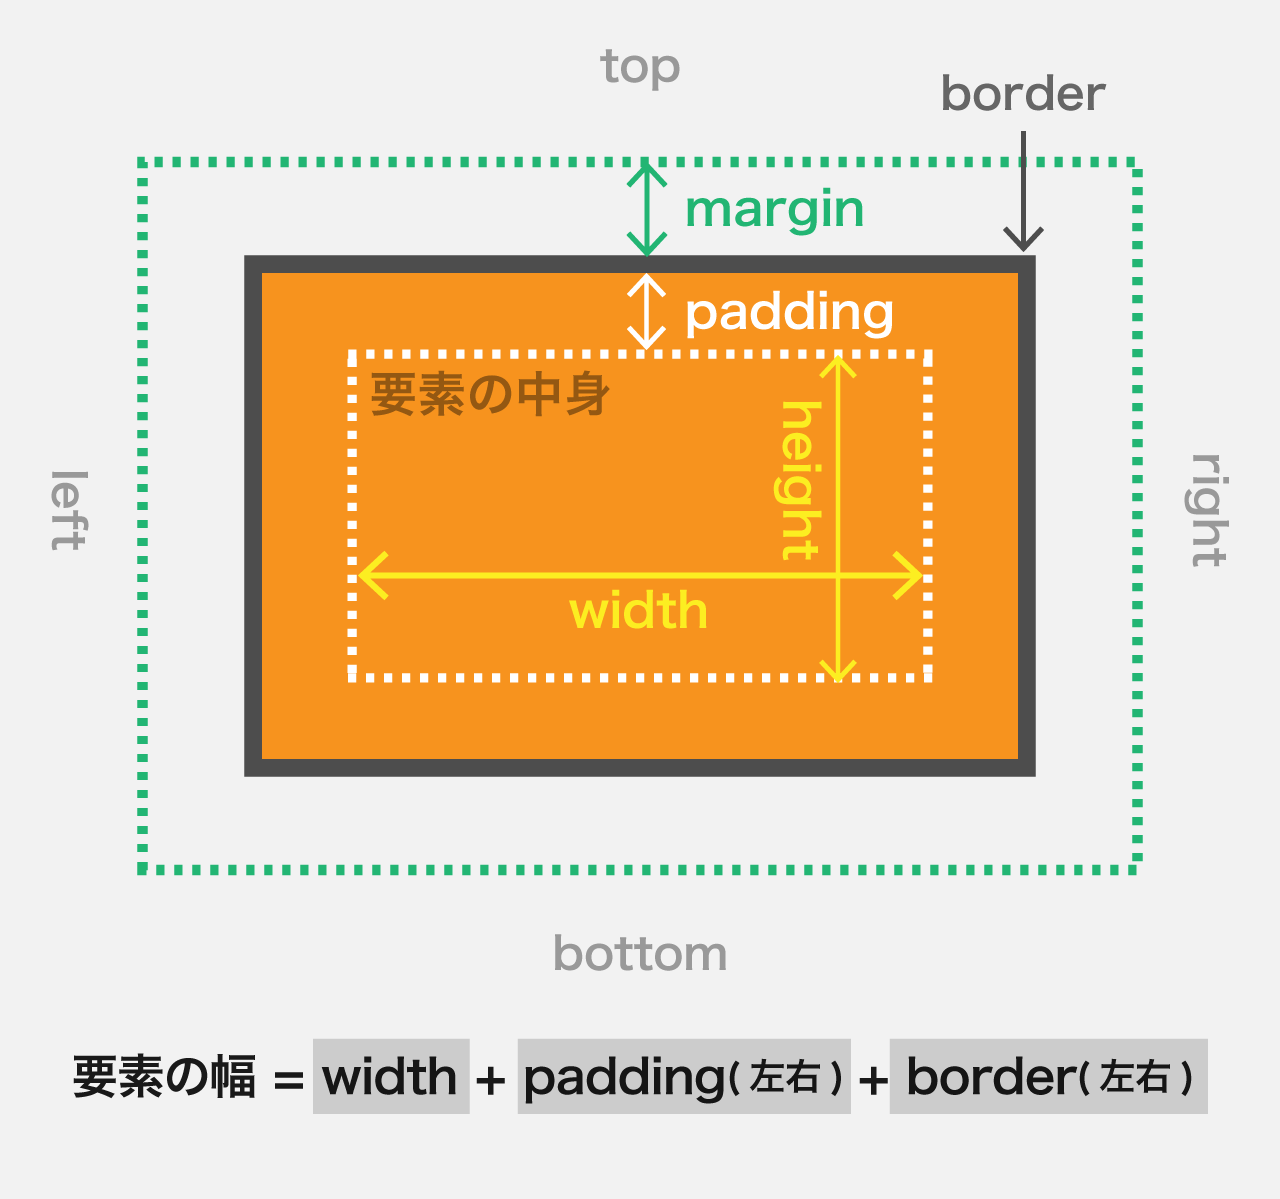 top
border
margin
padding
要素の中身
height
left
right
width
bottom
要素の幅 = width + padding( 左右 ) + border( 左右 )